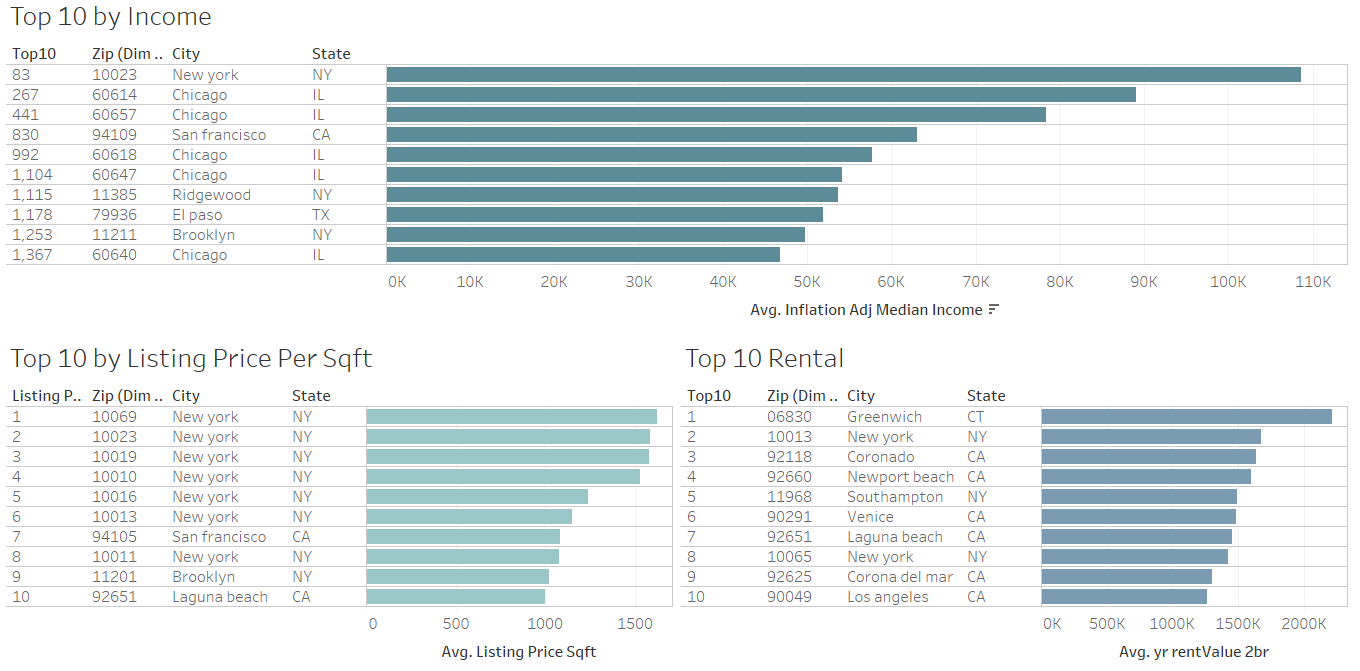 Top 10 by Income
Top10 Zip (Dim .. City State
83 10023 New york NY
267 60614 Chicago IL
441 60657 Chicago IL
830 94109 San francisco CA
992 60618 Chicago IL
1,104 60647 Chicago IL
1,115 11385 Ridgewood NY
1,178 79936 El paso TX
1,253 11211 Brooklyn NY
1,367 60640 Chicago IL
0K 10K 20K 30K 40K 50K 60K 70K 80K 90K 100K 110K
Avg. Inflation Adj Median Income
Top 10 by Listing Price Per Sqft
Listing P.. Zip (Dim .. City State
1 10069 New york NY
2 10023 New york NY
3 10019 New york NY
4 10010 New york NY
5 10016 New york NY
6 10013 New york NY
7 94105 San francisco CA
8 10011 New york NY
9 11201 Brooklyn NY
10 92651 Laguna beach CA
0 500 1000 1500
Avg. Listing Price Sqft
Top 10 Rental
Top10 Zip (Dim .. City State
1 06830 Greenwich CT
2 10013 New york NY
3 92118 Coronado CA
4 92660 Newport beach CA
5 11968 Southampton NY
6 90291 Venice CA
7 92651 Laguna beach CA
8 10065 New york NY
9 92625 Corona del mar CA
10 90049 Los angeles CA
0K 500K 1000K 1500K 2000K
Avg. yr rentValue 2br